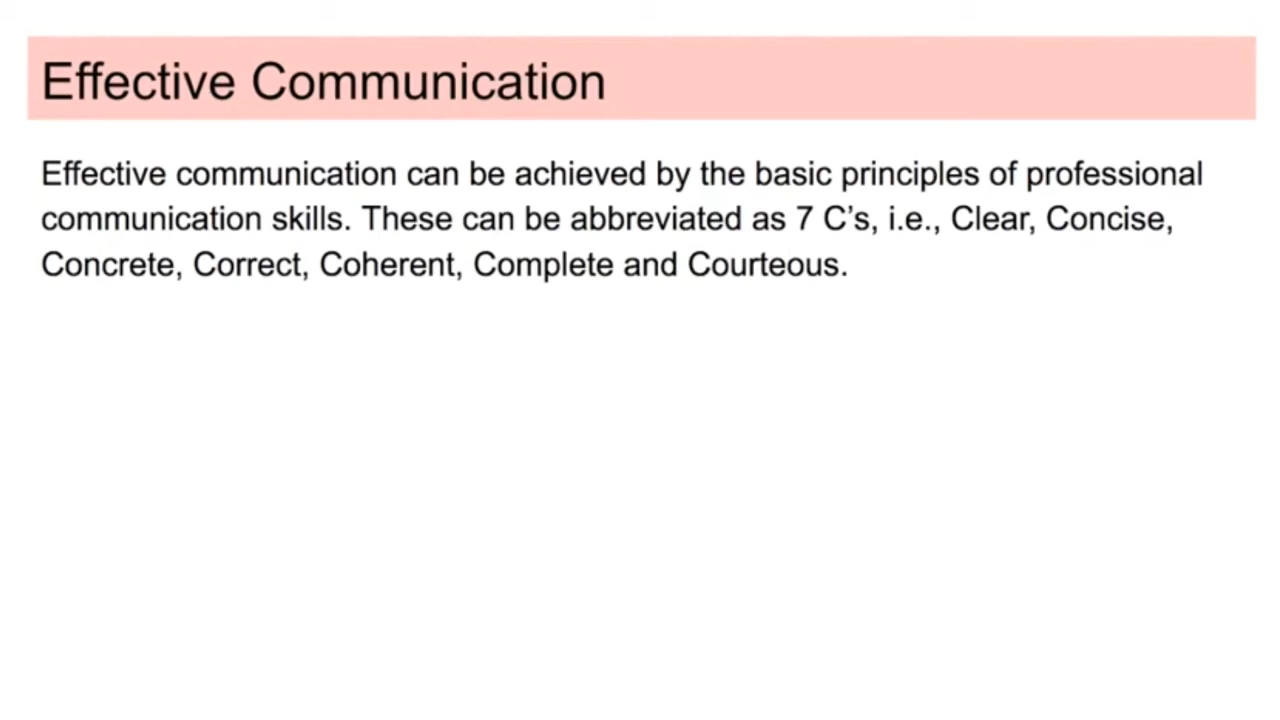 Effective Communication
Effective communication can be achieved by the basic principles of professional
communication skills. These can be abbreviated as 7 C’s, i.e., Clear, Concise,
Concrete, Correct, Coherent, Complete and Courteous.